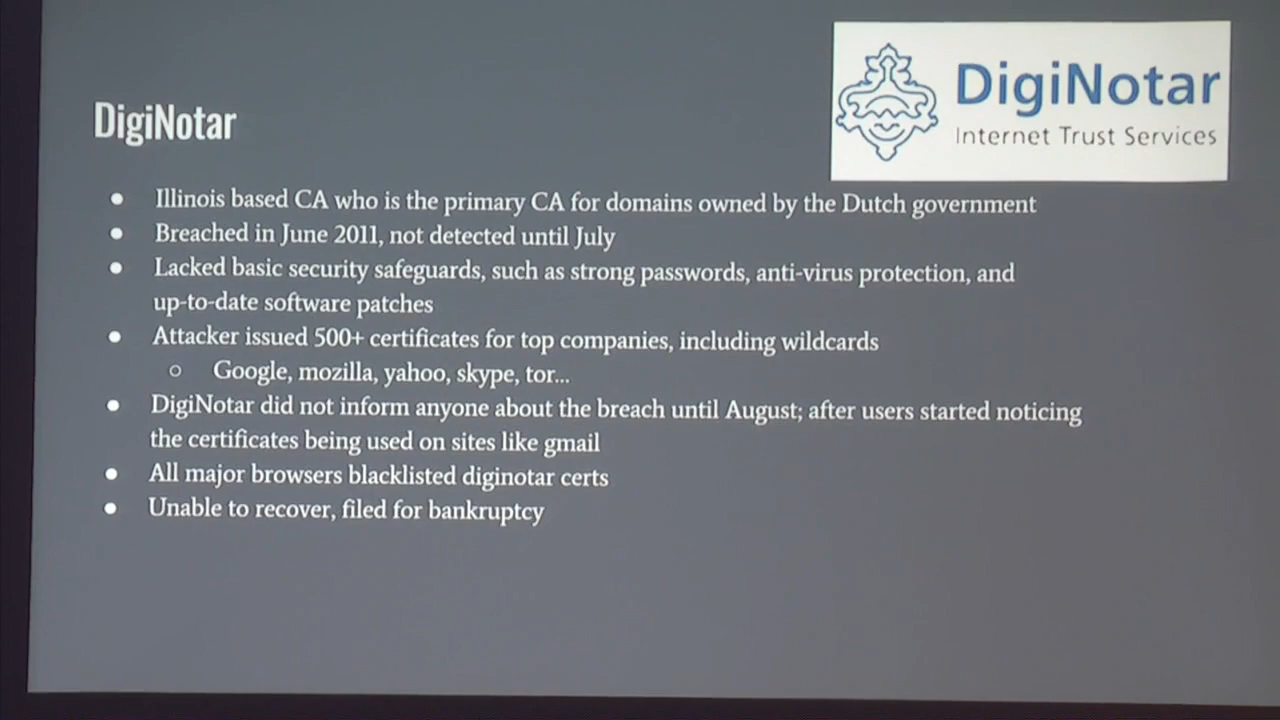 DigiNotar
Internet Trust Services
DigiNotar
● Illinois based CA who is the primary CA for domains owned by the Dutch government
● Breached in June 2011, not detected until July
● Lacked basic security safeguards, such as strong passwords, anti-virus protection, and
up-to-date software patches
● Attacker issued 500+ certificates for top companies, including wildcards
○ Google, mozilla, yahoo, skype, tor...
● DigiNotar did not inform anyone about the breach until August; after users started noticing
the certificates being used on sites like gmail
● All major browsers blacklisted diginotar certs
● Unable to recover, filed for bankruptcy